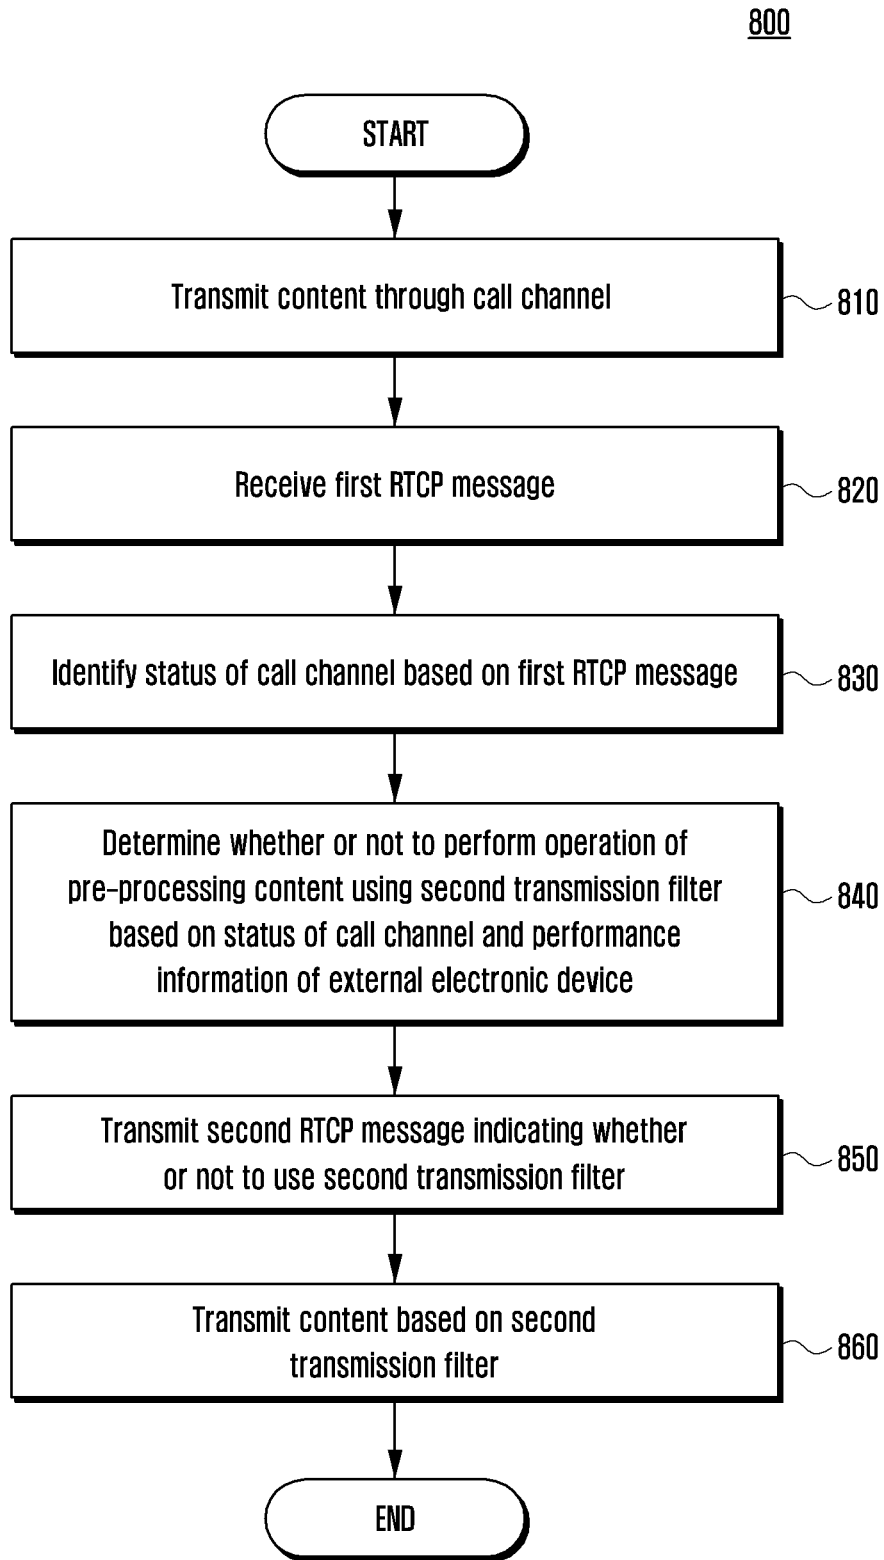 800
START
Transmit content through call channel
810
Receive first RTCP message
820
Identify status of call channel based on first RTCP message
830
Determine whether or not to perform operation of
pre-processing content using second transmission filter
based on status of call channel and performance
information of external electronic device
840
Transmit second RTCP message indicating whether
or not to use second transmission filter
850
Transmit content based on second
transmission filter
860
END